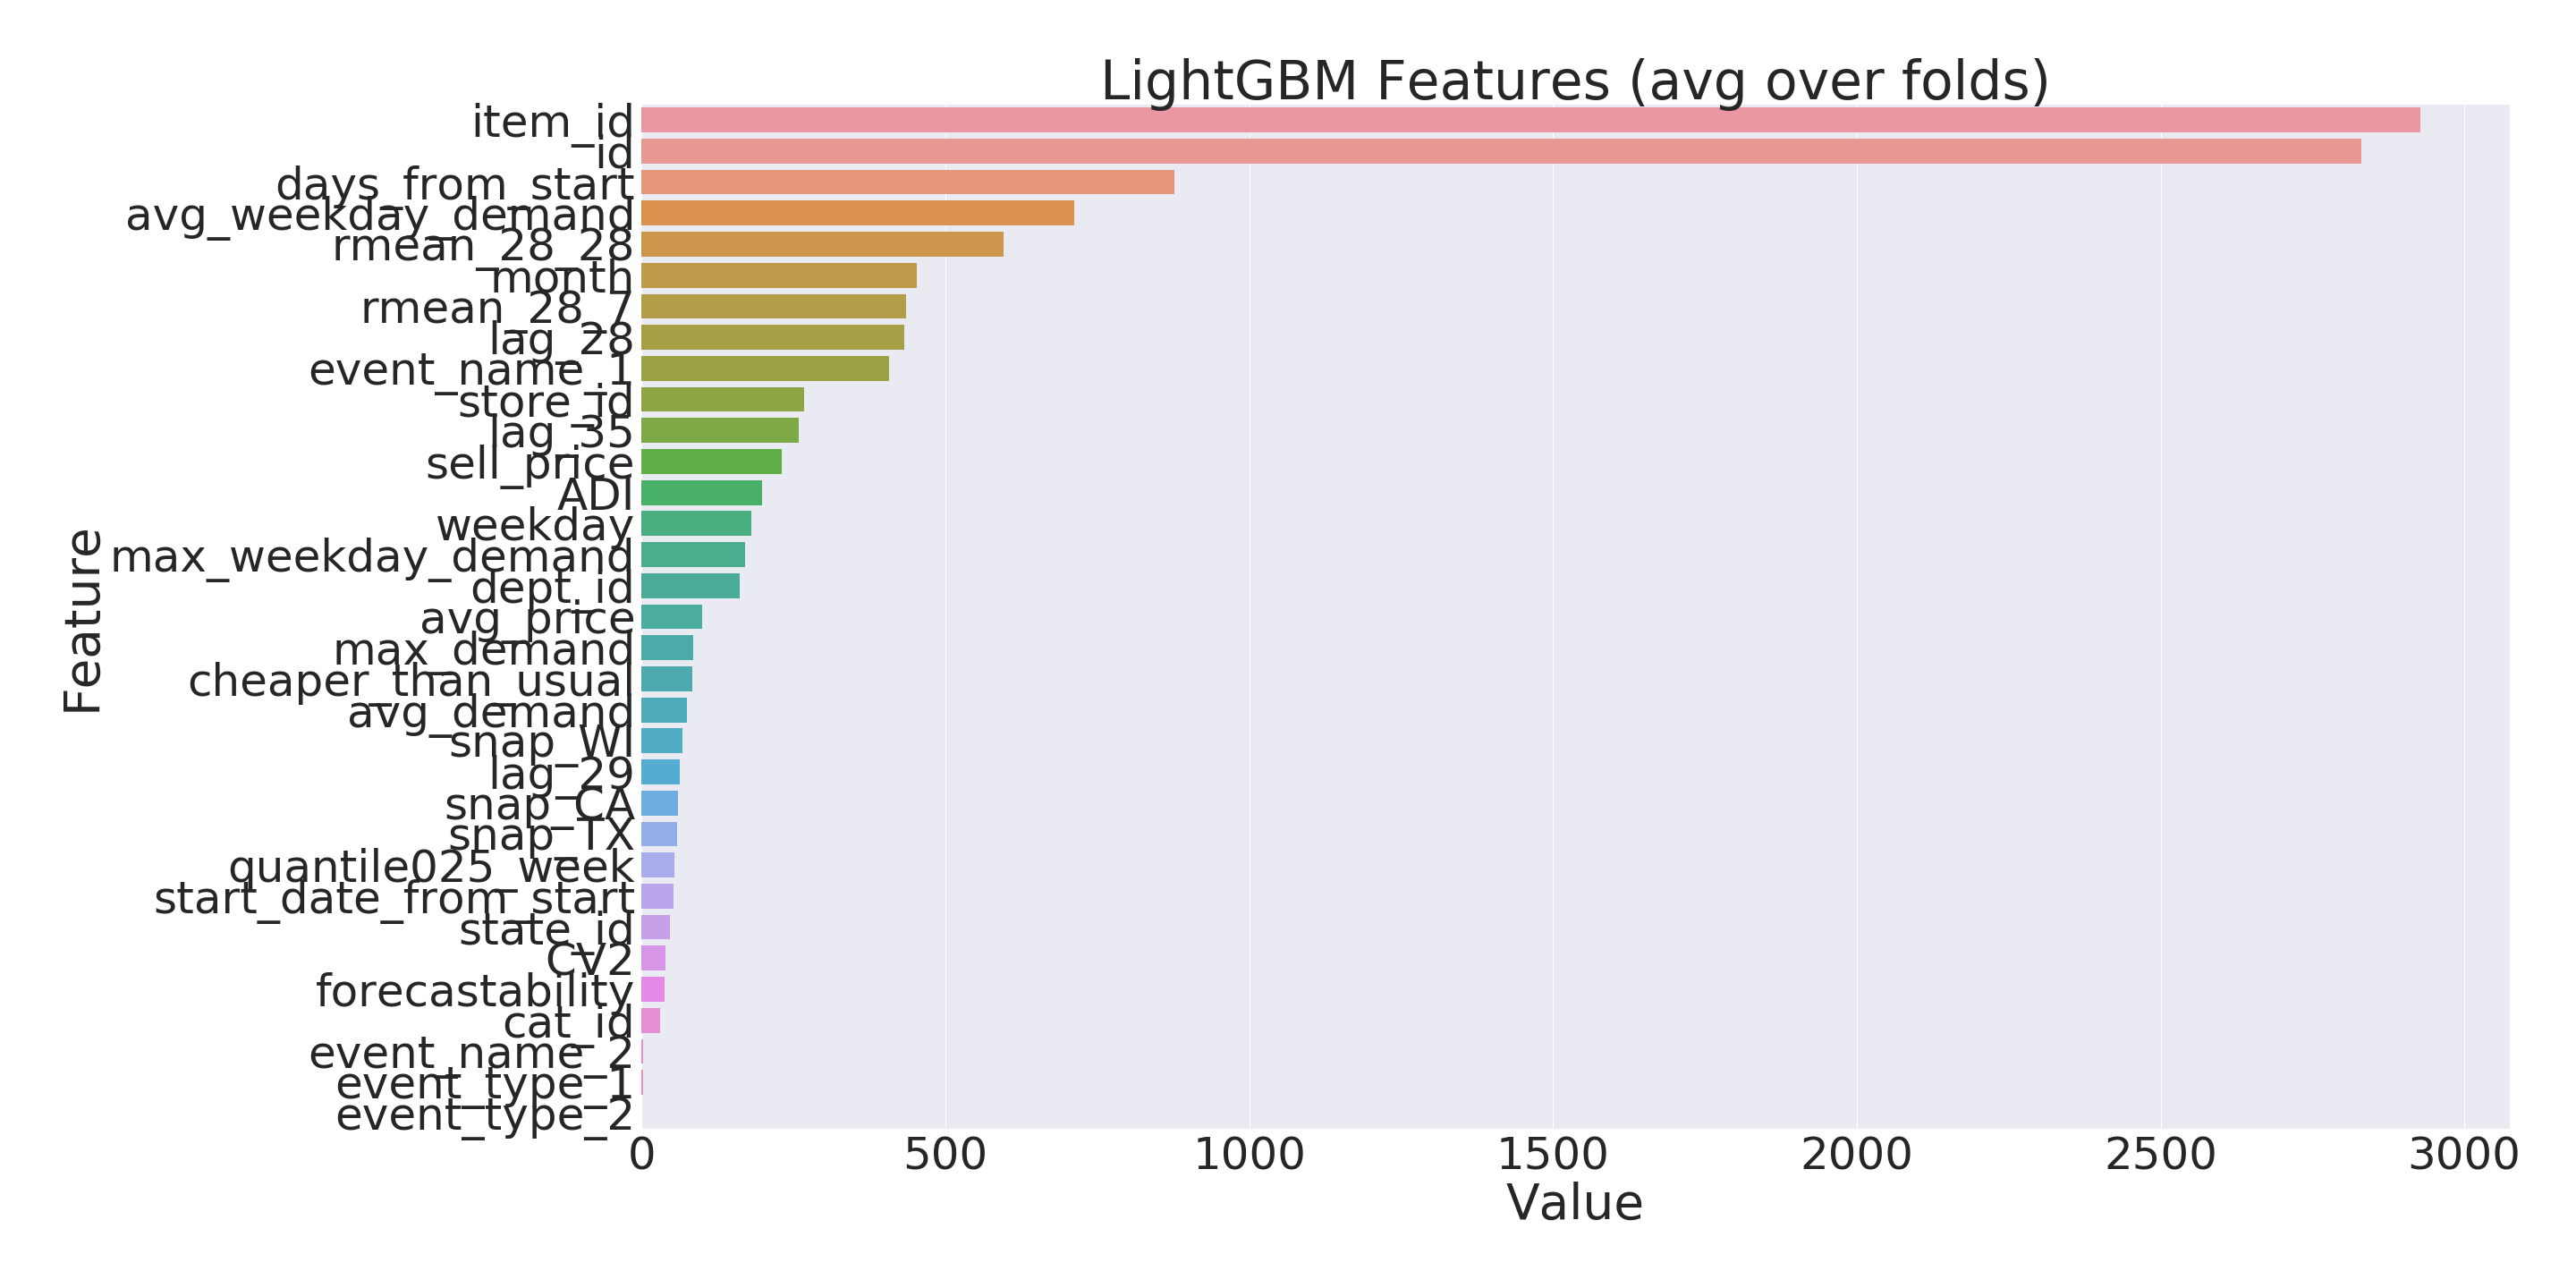 LightGBM Features (avg over folds)
item_id
id
days_from_start
avg_weekday_demand
rmean_28_28
month
rmean_28_7
lag_28
event_name_1
store_id
lag_35
sell_price
ADI
weekday
max_weekday_demand
dept_id
avg_price
max_demand
cheaper_than_usual
avg_demand
snap_WI
lag_29
snap_CA
snap_TX
quantile025_week
start_date_from_start
state_id
CV2
forecastability
cat_id
event_name_2
event_type_1
event_type_2
Feature
0 500 1000 1500 2000 2500 3000
Value